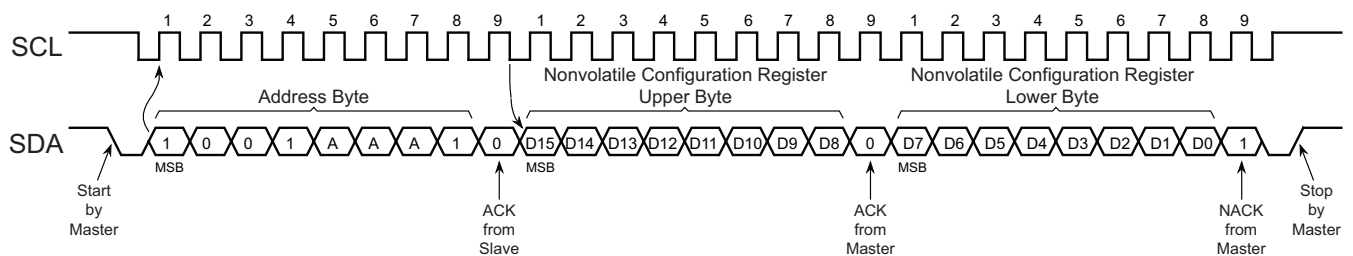 SCL 1 2 3 4 5 6 7 8 9 1 2 3 4 5 6 7 8 9 1 2 3 4 5 6 7 8 9
Nonvolatile Configuration Register Nonvolatile Configuration Register
Address Byte Upper Byte Lower Byte
SDA 1 0 0 1 A A A 1 0 D15 D14 D13 D12 D11 D10 D9 D8 0 D7 D6 D5 D4 D3 D2 D1 D0 1
MSB MSB MSB
Start
by
Master
ACK
from
Slave
ACK
from
Master
NACK
from
Master
Stop
by
Master